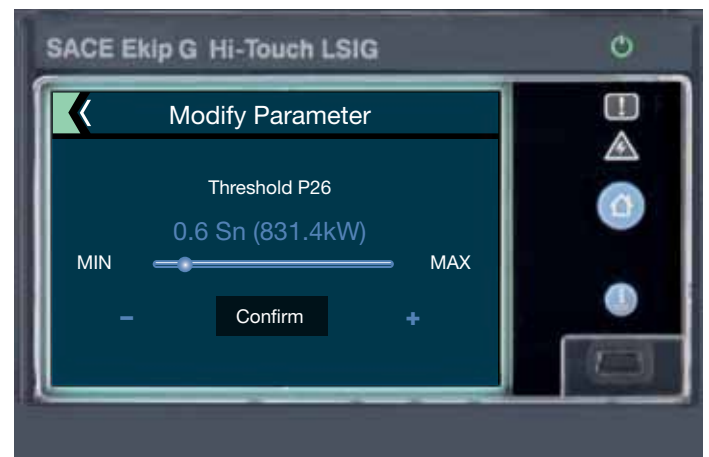 SACE Ekip G Hi-Touch LSIG
Modify Parameter
Threshold P26
0.6 Sn (831.4kW)
MIN MAX
− Confirm +